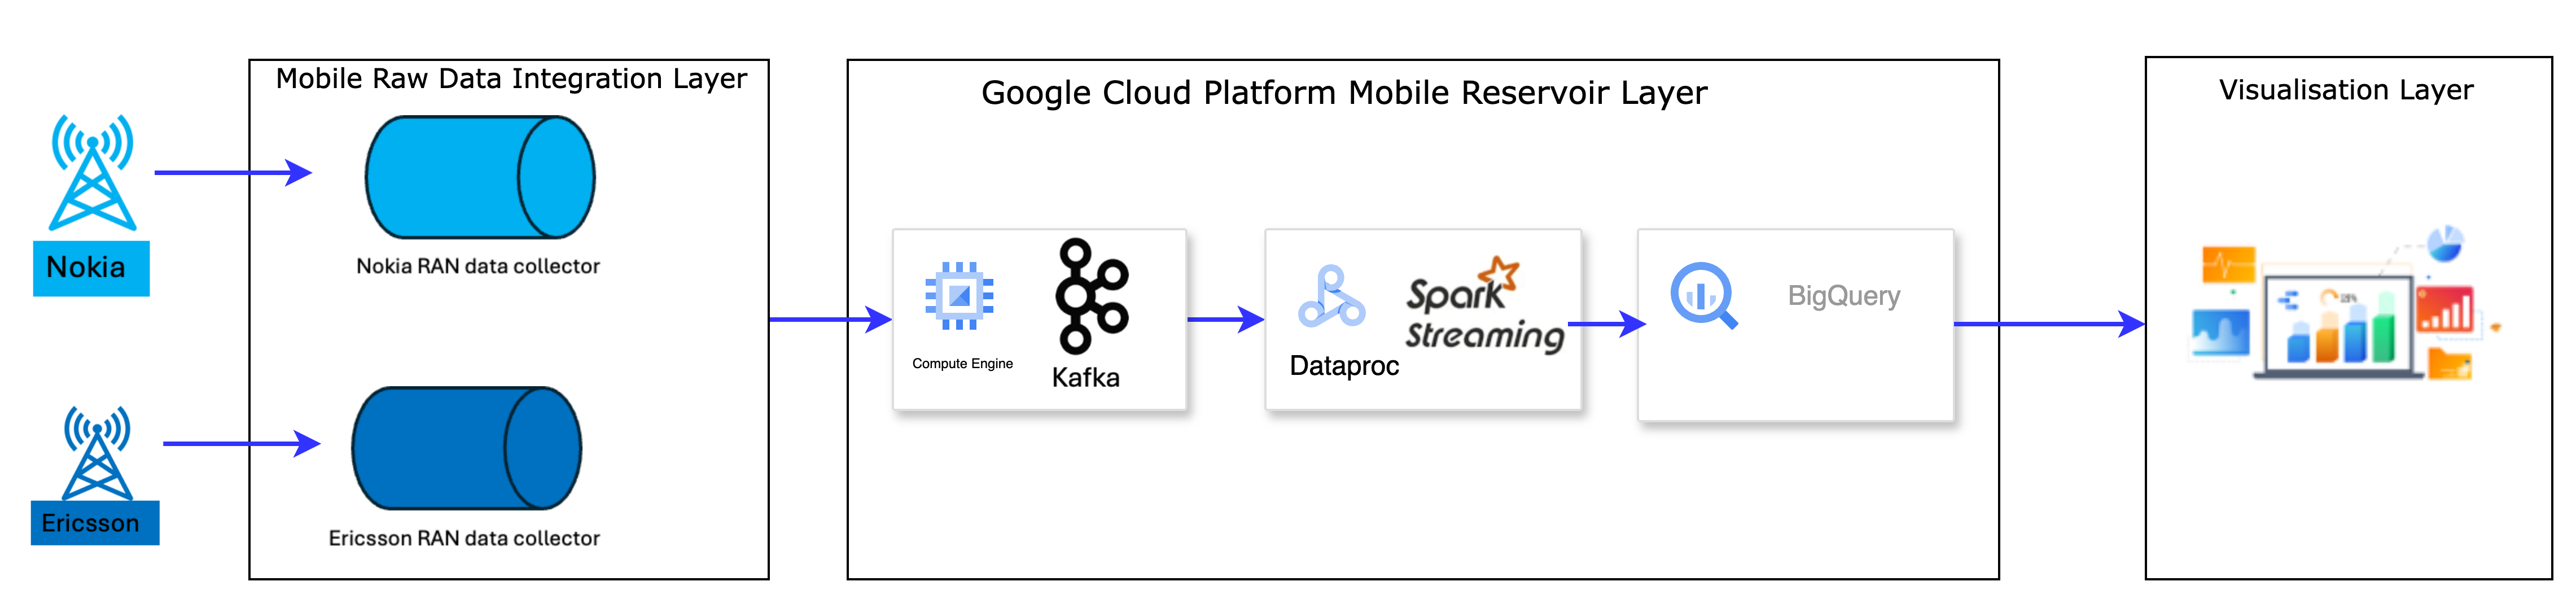 Mobile Raw Data Integration Layer
Nokia
Nokia RAN data collector
Ericsson
Ericsson RAN data collector
Google Cloud Platform Mobile Reservoir Layer
Compute Engine
Kafka
Dataproc
Spark
Streaming
BigQuery
Visualisation Layer